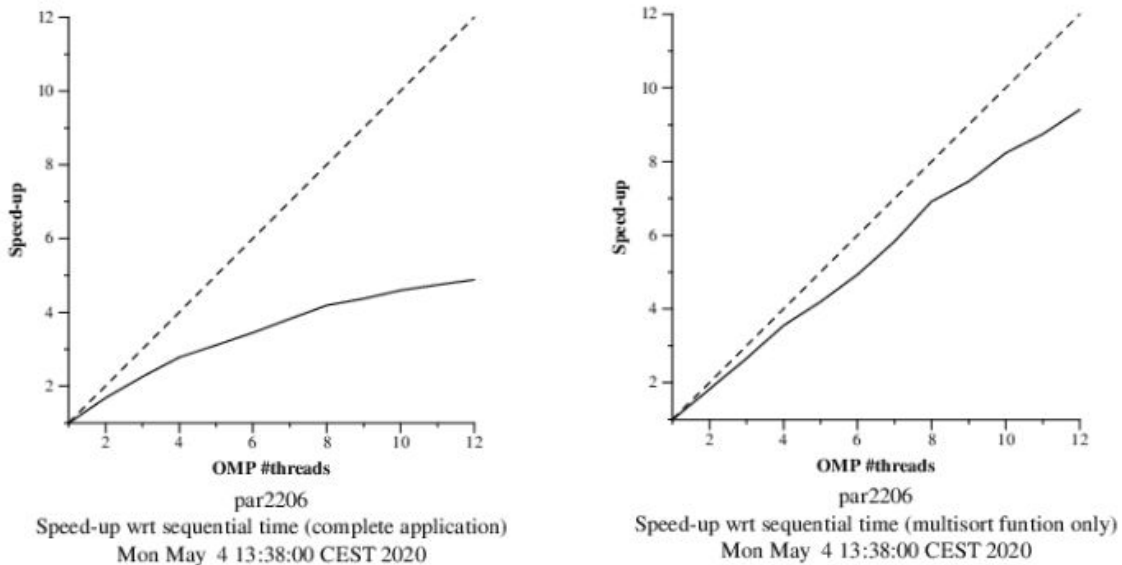 12
10
8
6
4
2
Speed-up
2 4 6 8 10 12
OMP #threads
par2206
Speed-up wrt sequential time (complete application)
Mon May 4 13:38:00 CEST 2020
12
10
8
6
4
2
Speed-up
2 4 6 8 10 12
OMP #threads
par2206
Speed-up wrt sequential time (multisort funtion only)
Mon May 4 13:38:00 CEST 2020